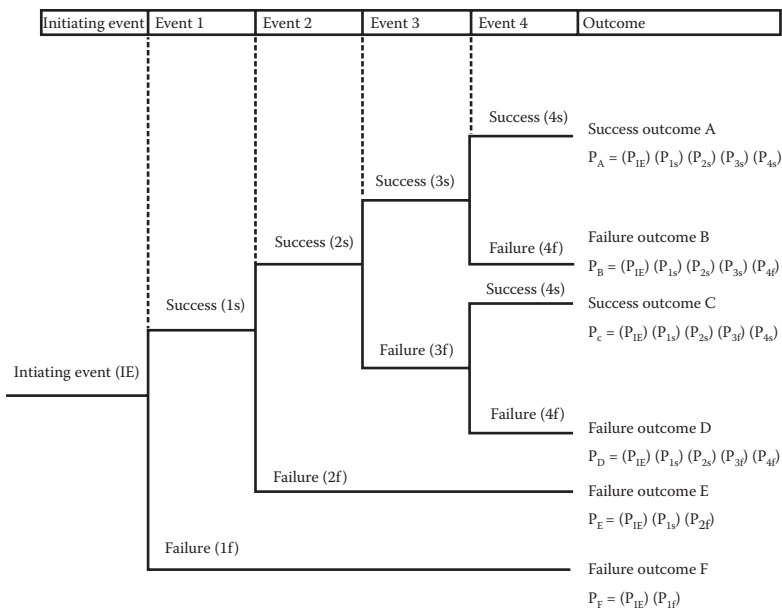 Initiating event Event 1 Event 2 Event 3 Event 4 Outcome
Success (4s)
Success outcome A
P_A = (P_IE) (P_1s) (P_2s) (P_3s) (P_4s)
Success (3s)
Failure outcome B
Success (2s)
Failure (4f)
P_B = (P_IE) (P_1s) (P_2s) (P_3s) (P_4f)
Success (4s)
Success (1s)
Success outcome C
P_c = (P_IE) (P_1s) (P_2s) (P_3f) (P_4s)
Failure (3f)
Intiating event (IE)
Failure (4f)
Failure outcome D
P_D = (P_IE) (P_1s) (P_2s) (P_3f) (P_4f)
Failure (2f)
Failure outcome E
P_E = (P_IE) (P_1s) (P_2f)
Failure (1f)
Failure outcome F
P_F = (P_IE) (P_1f)